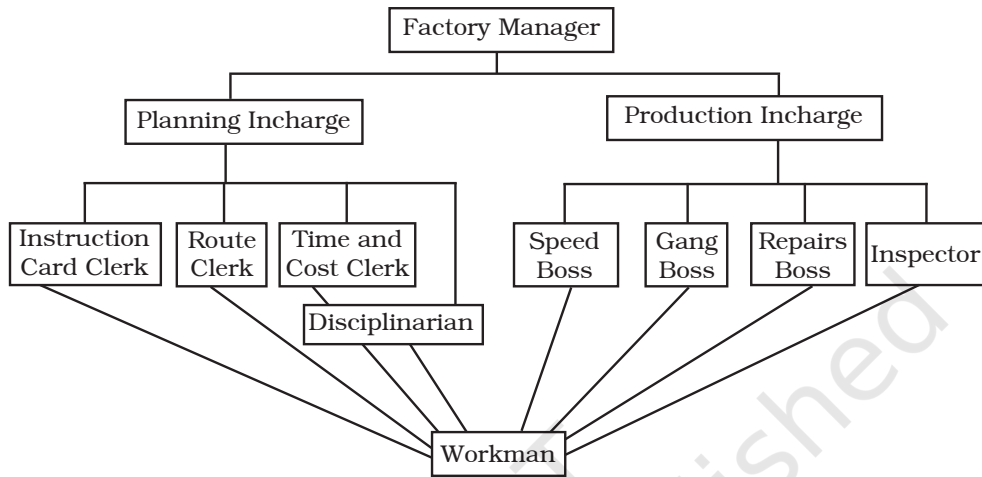 Factory Manager
Planning Incharge
Production Incharge
Instruction
Card Clerk
Route
Clerk
Time and
Cost Clerk
Speed
Boss
Gang
Boss
Repairs
Boss
Inspector
Disciplinarian
Workman